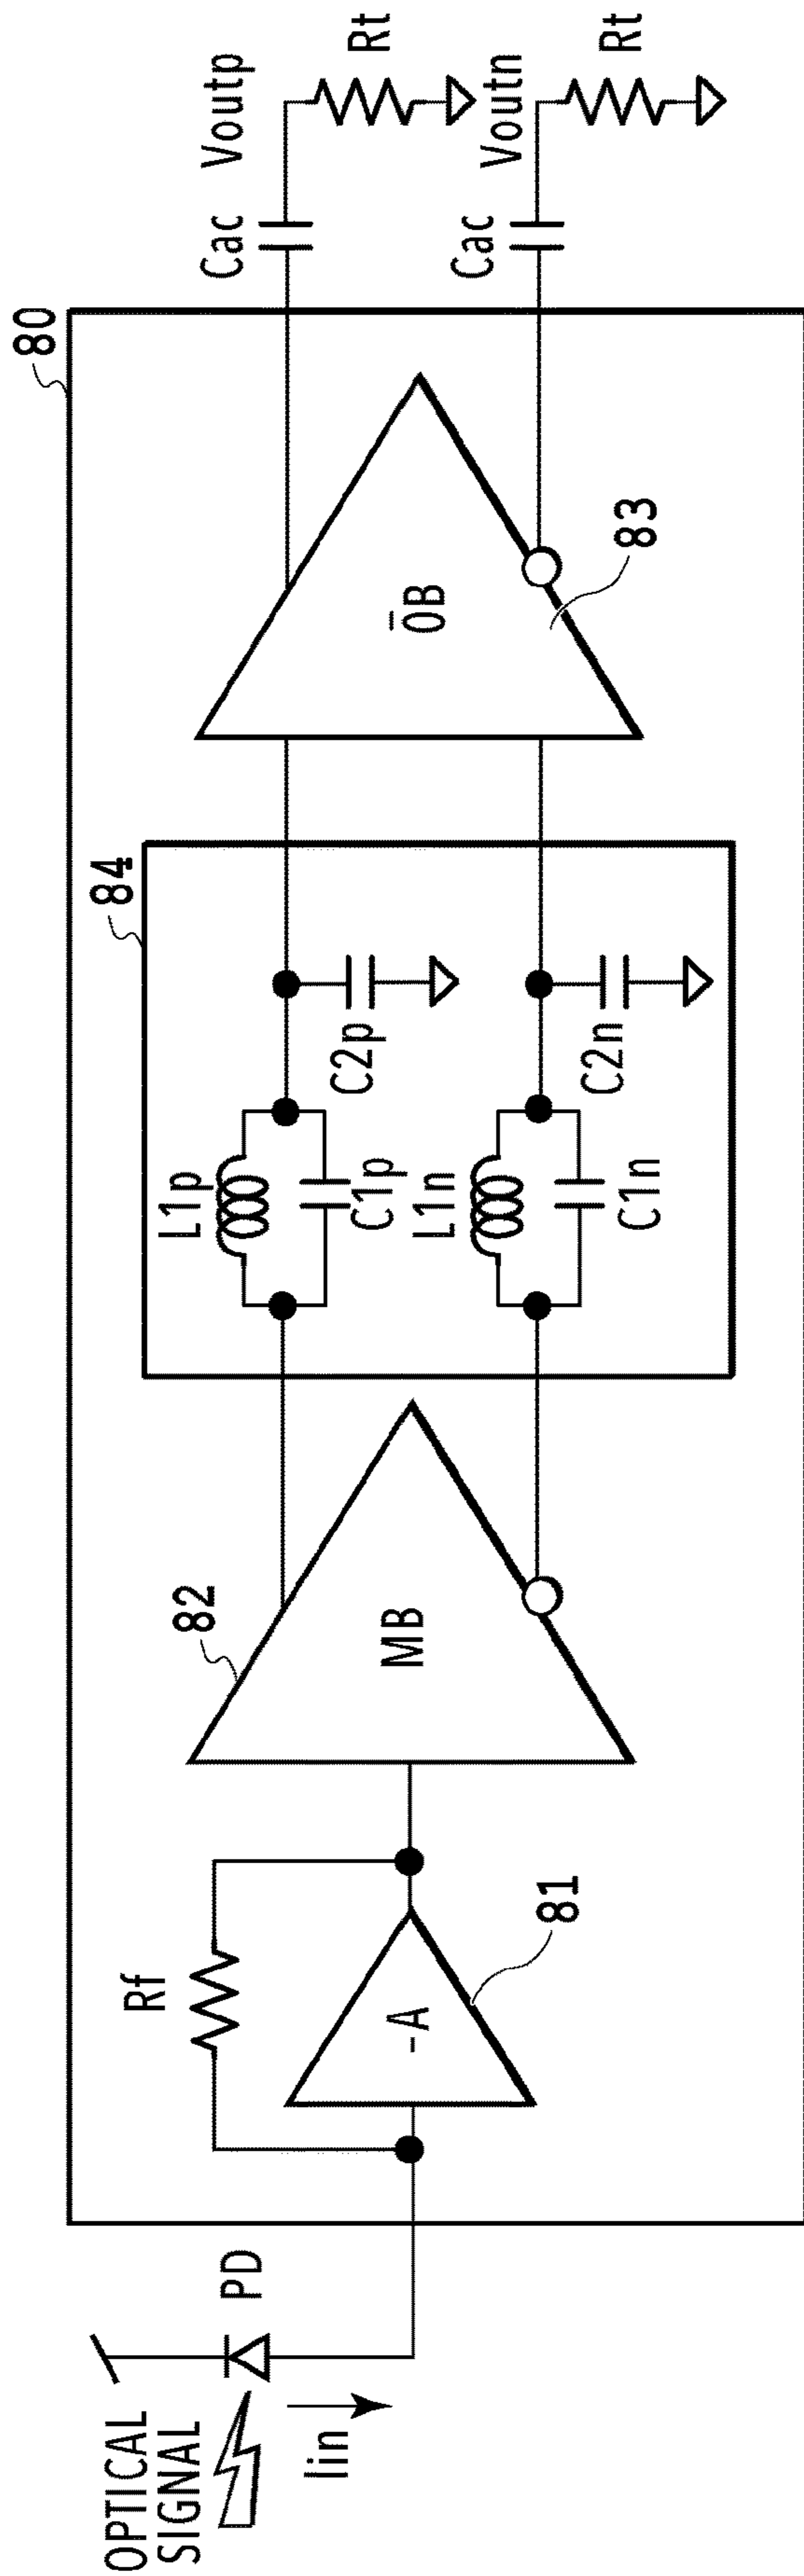 OPTICAL
SIGNAL
Iin
PD
Rf
-A
81
82
MB
84
L1p
C1p
C2p
L1n
C1n
C2n
ŌB
83
80
Cac
Voutp
Rt
Cac
Voutn
Rt